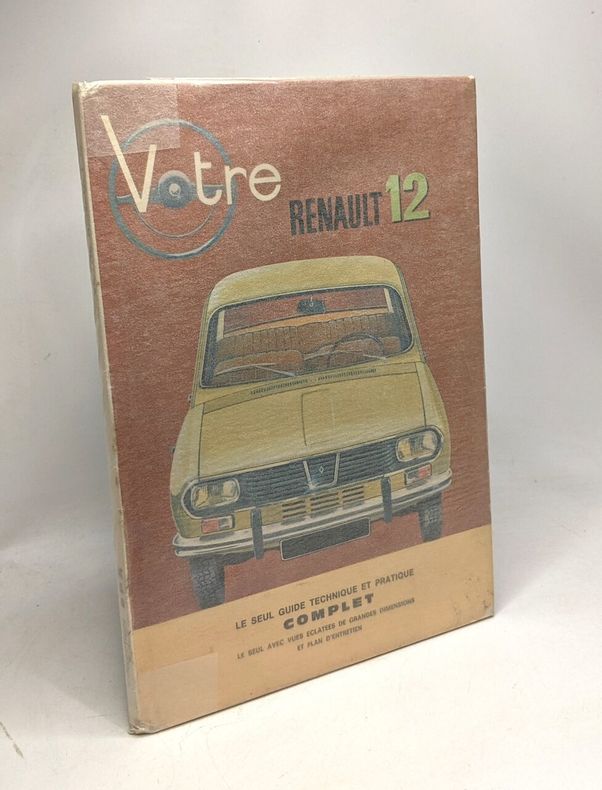 Votre
RENAULT 12
LE SEUL GUIDE TECHNIQUE ET PRATIQUE
COMPLET
LE SEUL AVEC VUES ECLATEES DE GRANDES DIMENSIONS
ET PLAN D'ENTRETIEN